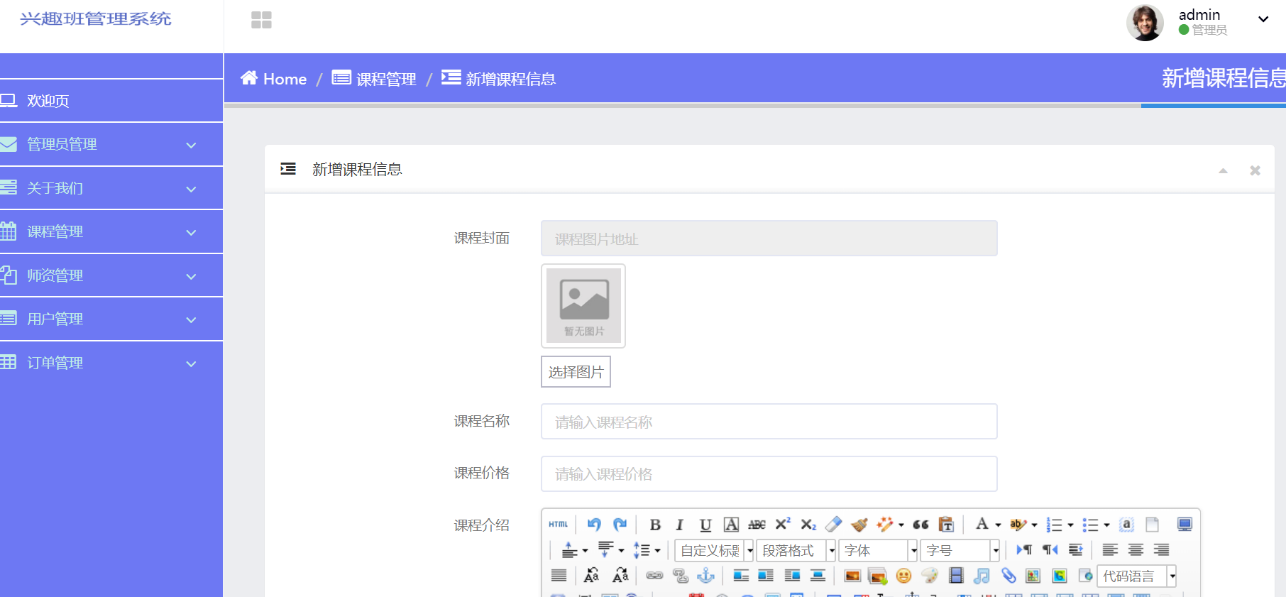 兴趣班管理系统
admin
管理员
Home / 课程管理 / 新增课程信息
新增课程信息
欢迎页
管理员管理
关于我们
课程管理
师资管理
用户管理
订单管理
新增课程信息
课程封面
课程图片地址
暂无图片
选择图片
课程名称
请输入课程名称
课程价格
请输入课程价格
课程介绍
HTML B I U A ABC X² X₂ A ab a
自定义标题 段落格式 字体 字号
Aa Aa 代码语言